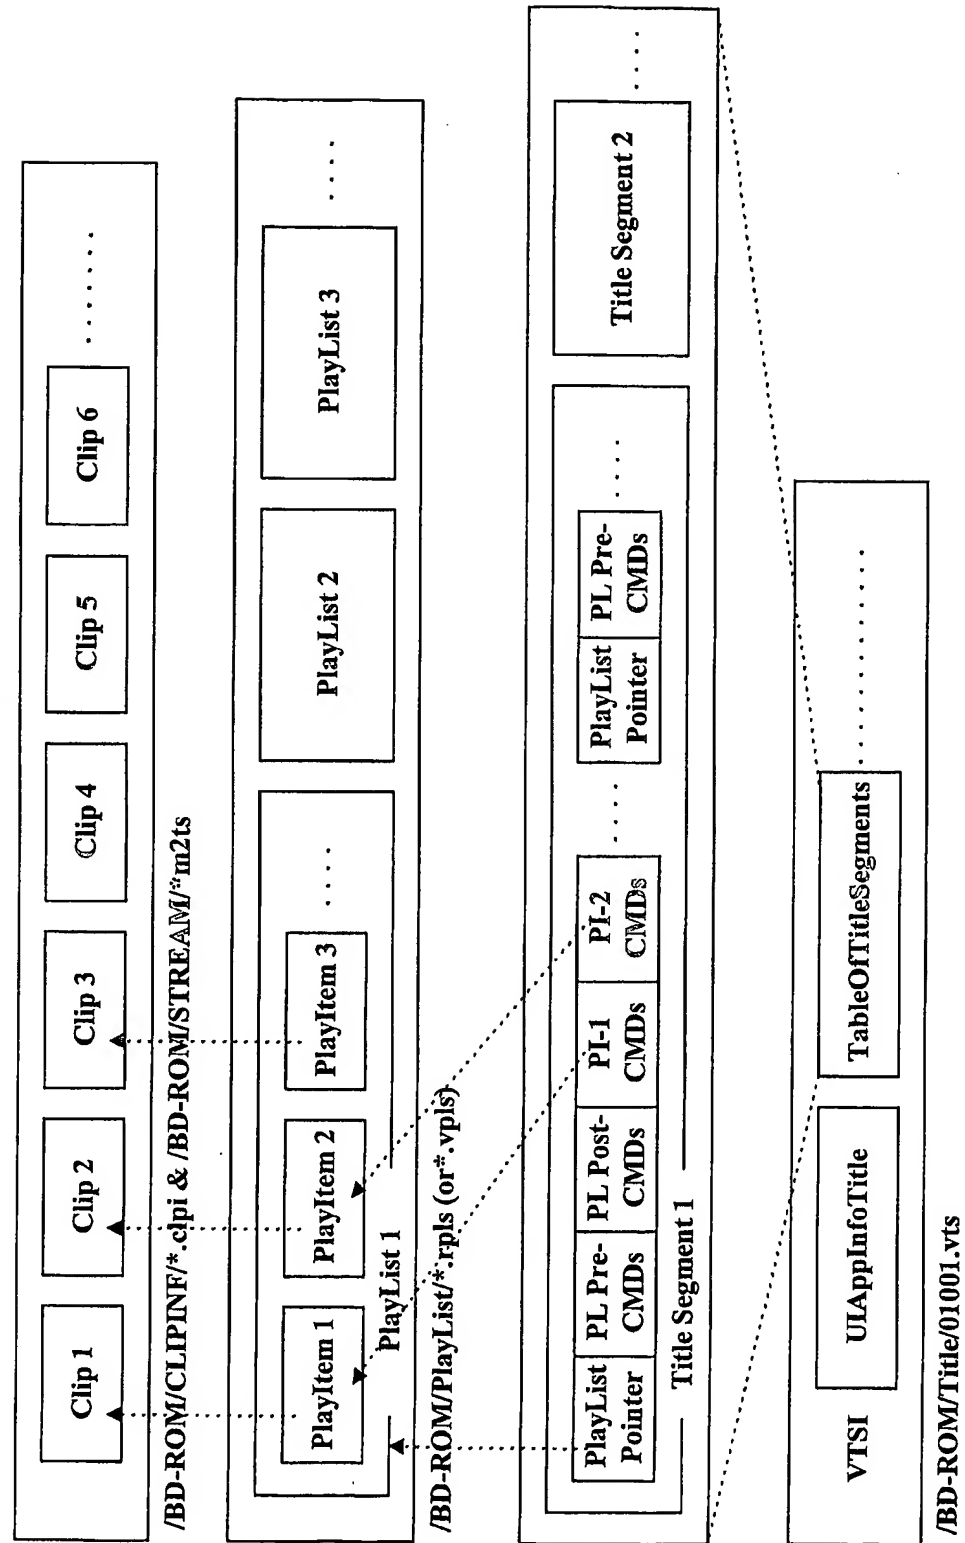 Clip 1
Clip 2
Clip 3
Clip 4
Clip 5
Clip 6
.......
/BD-ROM/CLIPINF/*.clpi & /BD-ROM/STREAM/*m2ts
PlayItem 1
PlayItem 2
PlayItem 3
....
PlayList 1
PlayList 2
PlayList 3
....
/BD-ROM/PlayList/*.rpls (or*.vpls)
PlayList
Pointer
PL Pre-
CMDs
PL Post-
CMDs
PI-1
CMDs
PI-2
CMDs
....
PlayList
Pointer
PL Pre-
CMDs
....
Title Segment 1
Title Segment 2
....
VTSI
UIAppInfoTitle
TableOfTitleSegments
............
/BD-ROM/Title/01001.vts